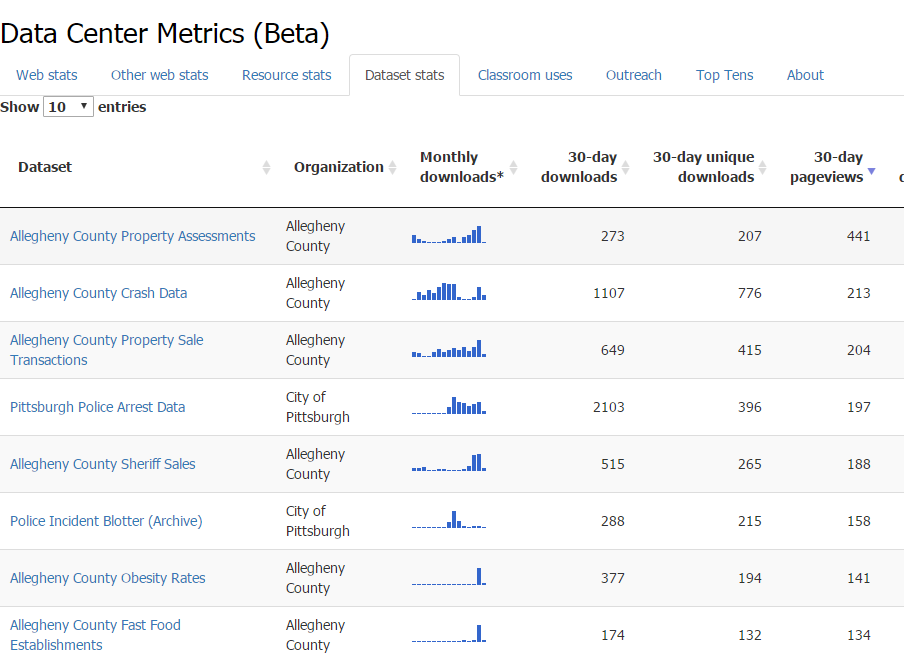 Data Center Metrics (Beta)
Web stats Other web stats Resource stats Dataset stats Classroom uses Outreach Top Tens About
Show 10 entries
Dataset Organization Monthly downloads* 30-day downloads 30-day unique downloads 30-day pageviews
Allegheny County Property Assessments Allegheny County 273 207 441
Allegheny County Crash Data Allegheny County 1107 776 213
Allegheny County Property Sale Transactions Allegheny County 649 415 204
Pittsburgh Police Arrest Data City of Pittsburgh 2103 396 197
Allegheny County Sheriff Sales Allegheny County 515 265 188
Police Incident Blotter (Archive) City of Pittsburgh 288 215 158
Allegheny County Obesity Rates Allegheny County 377 194 141
Allegheny County Fast Food Establishments Allegheny County 174 132 134